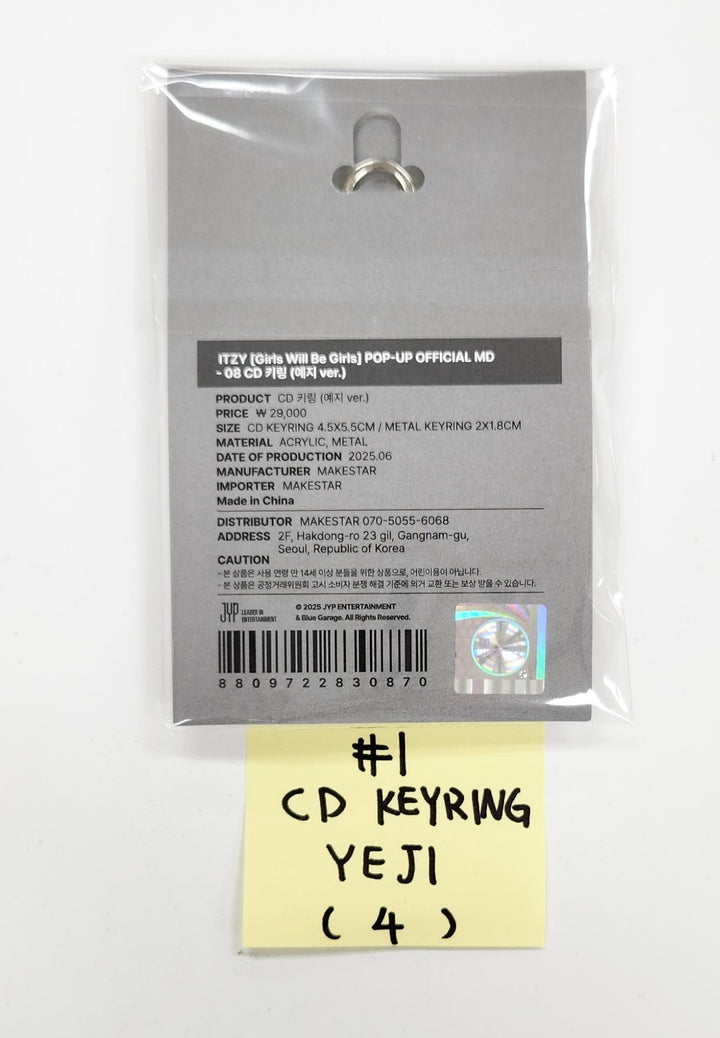 ITZY [Girls Will Be Girls] POP-UP OFFICIAL MD
- 08 CD 키링 (예지 ver.)
PRODUCT CD 키링 (예지 ver.)
PRICE ₩ 29,000
SIZE CD KEYRING 4.5X5.5CM / METAL KEYRING 2X1.8CM
MATERIAL ACRYLIC, METAL
DATE OF PRODUCTION 2025.06
MANUFACTURER MAKESTAR
IMPORTER MAKESTAR
Made in China
DISTRIBUTOR MAKESTAR 070-5055-6068
ADDRESS 2F, Hakdong-ro 23 gil, Gangnam-gu,
Seoul, Republic of Korea
CAUTION
- 본 상품은 사용 연령 만 14세 이상 분들을 위한 상품으로, 어린이용이 아닙니다.
- 본 상품은 공정거래위원회 고시 소비자 분쟁 해결 기준에 의거 교환 또는 보상 받을 수 있습니다.
JYP LEADER IN
ENTERTAINMENT
© 2025 JYP ENTERTAINMENT
& Blue Garage. All Rights Reserved.
8809722830870
#1
CD KEYRING
YEJI
(4)